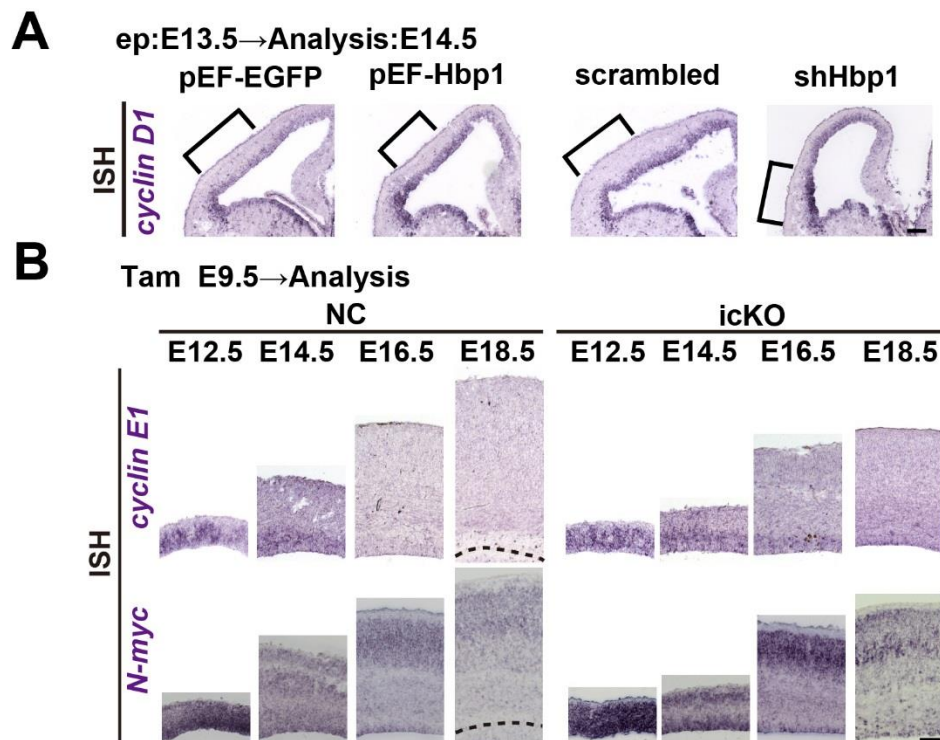 A
ep:E13.5→Analysis:E14.5
pEF-EGFP pEF-Hbp1 scrambled shHbp1
ISH
cyclin D1
B
Tam E9.5→Analysis
NC icKO
E12.5 E14.5 E16.5 E18.5 E12.5 E14.5 E16.5 E18.5
ISH
cyclin E1
N-myc